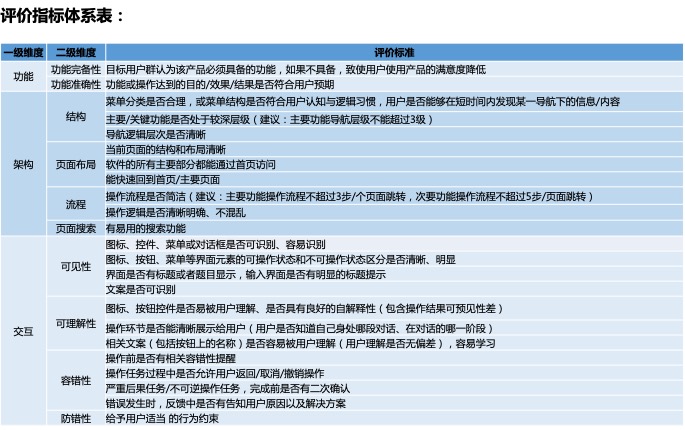 评价指标体系表：
一级维度 二级维度 评价标准
功能 功能完备性 目标用户群认为该产品必须具备的功能，如果不具备，致使用户使用产品的满意度降低
功能准确性 功能或操作达到的目的/效果/结果是否符合用户预期
架构 结构 菜单分类是否合理，或菜单结构是否符合用户认知与逻辑习惯，用户是否能够在短时间内发现某一导航下的信息/内容
主要/关键功能是否处于较深层级（建议：主要功能导航层级不能超过3级）
导航逻辑层次是否清晰
页面布局 当前页面的结构和布局清晰
软件的所有主要部分都能通过首页访问
能快速回到首页/主要页面
流程 操作流程是否简洁（建议：主要功能操作流程不超过3步/个页面跳转，次要功能操作流程不超过5步/页面跳转）
操作逻辑是否清晰明确、不混乱
页面搜索 有易用的搜索功能
交互 可见性 图标、控件、菜单或对话框是否可识别、容易识别
图标、按钮、菜单等界面元素的可操作状态和不可操作状态区分是否清晰、明显
界面是否有标题或者题目显示，输入界面是否有明显的标题提示
文案是否可识别
可理解性 图标、按钮控件是否易被用户理解、是否具有良好的自解释性（包含操作结果可预见性差）
操作环节是否能清晰展示给用户（用户是否知道自己身处哪段对话、在对话的哪一阶段）
相关文案（包括按钮上的名称）是否容易被用户理解（用户理解是否无偏差），容易学习
容错性 操作前是否有相关容错性提醒
操作任务过程中是否允许用户返回/取消/撤销操作
严重后果任务/不可逆操作任务，完成前是否有二次确认
错误发生时，反馈中是否有告知用户原因以及解决方案
防错性 给予用户适当 的行为约束